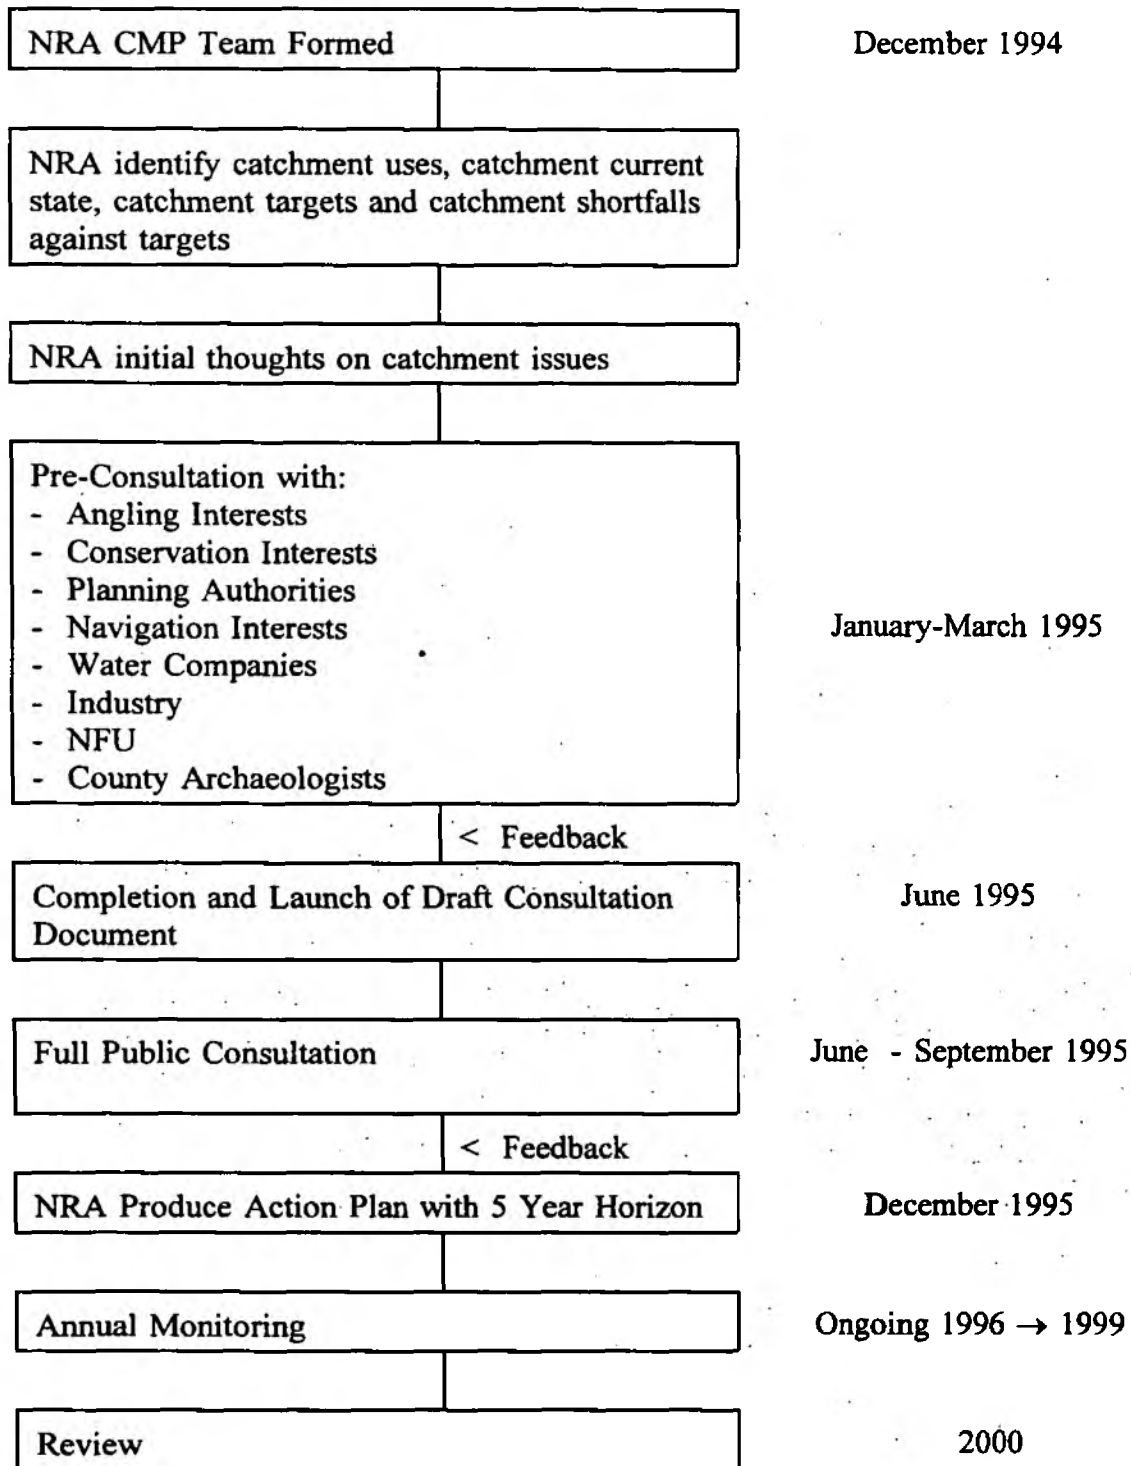 NRA CMP Team Formed
December 1994
NRA identify catchment uses, catchment current
state, catchment targets and catchment shortfalls
against targets
NRA initial thoughts on catchment issues
Pre-Consultation with:
- Angling Interests
- Conservation Interests
- Planning Authorities
- Navigation Interests
- Water Companies
- Industry
- NFU
- County Archaeologists
January-March 1995
< Feedback
Completion and Launch of Draft Consultation
Document
June 1995
Full Public Consultation
June - September 1995
< Feedback
NRA Produce Action Plan with 5 Year Horizon
December 1995
Annual Monitoring
Ongoing 1996 → 1999
Review
2000